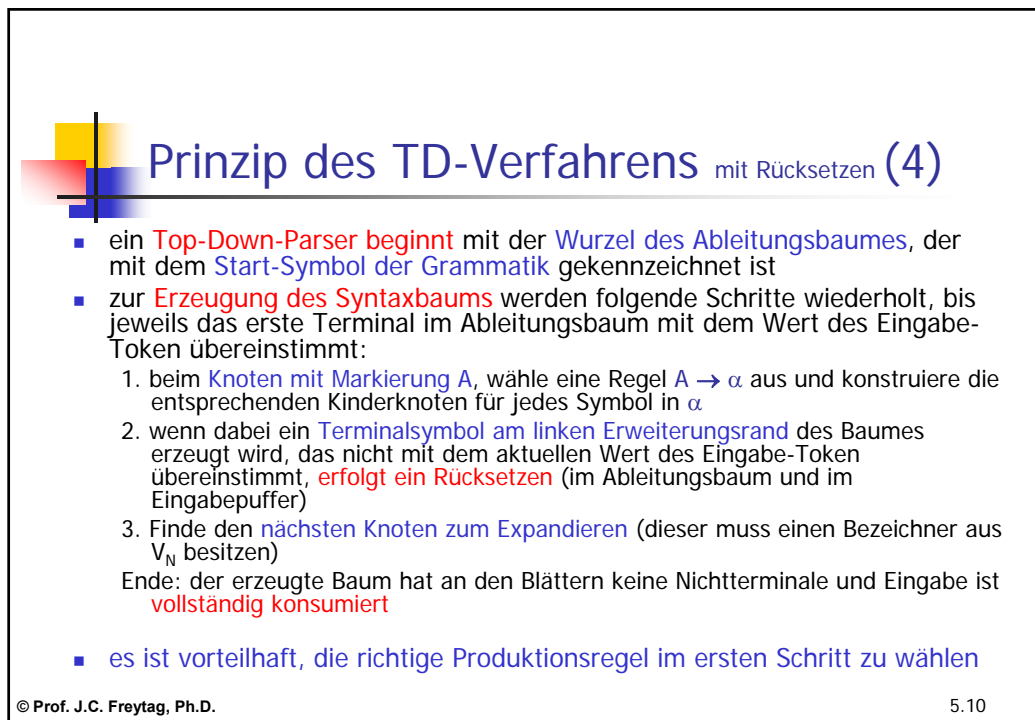 Prinzip des TD-Verfahrens mit Rücksetzen (4)
▪ ein Top-Down-Parser beginnt mit der Wurzel des Ableitungsbaumes, der
mit dem Start-Symbol der Grammatik gekennzeichnet ist
▪ zur Erzeugung des Syntaxbaums werden folgende Schritte wiederholt, bis
jeweils das erste Terminal im Ableitungsbaum mit dem Wert des Eingabe-
Token übereinstimmt:
1. beim Knoten mit Markierung A, wähle eine Regel A → α aus und konstruiere die
entsprechenden Kinderknoten für jedes Symbol in α
2. wenn dabei ein Terminalsymbol am linken Erweiterungsrand des Baumes
erzeugt wird, das nicht mit dem aktuellen Wert des Eingabe-Token
übereinstimmt, erfolgt ein Rücksetzen (im Ableitungsbaum und im
Eingabepuffer)
3. Finde den nächsten Knoten zum Expandieren (dieser muss einen Bezeichner aus
V_N besitzen)
Ende: der erzeugte Baum hat an den Blättern keine Nichtterminale und Eingabe ist
vollständig konsumiert
▪ es ist vorteilhaft, die richtige Produktionsregel im ersten Schritt zu wählen
© Prof. J.C. Freytag, Ph.D. 5.10